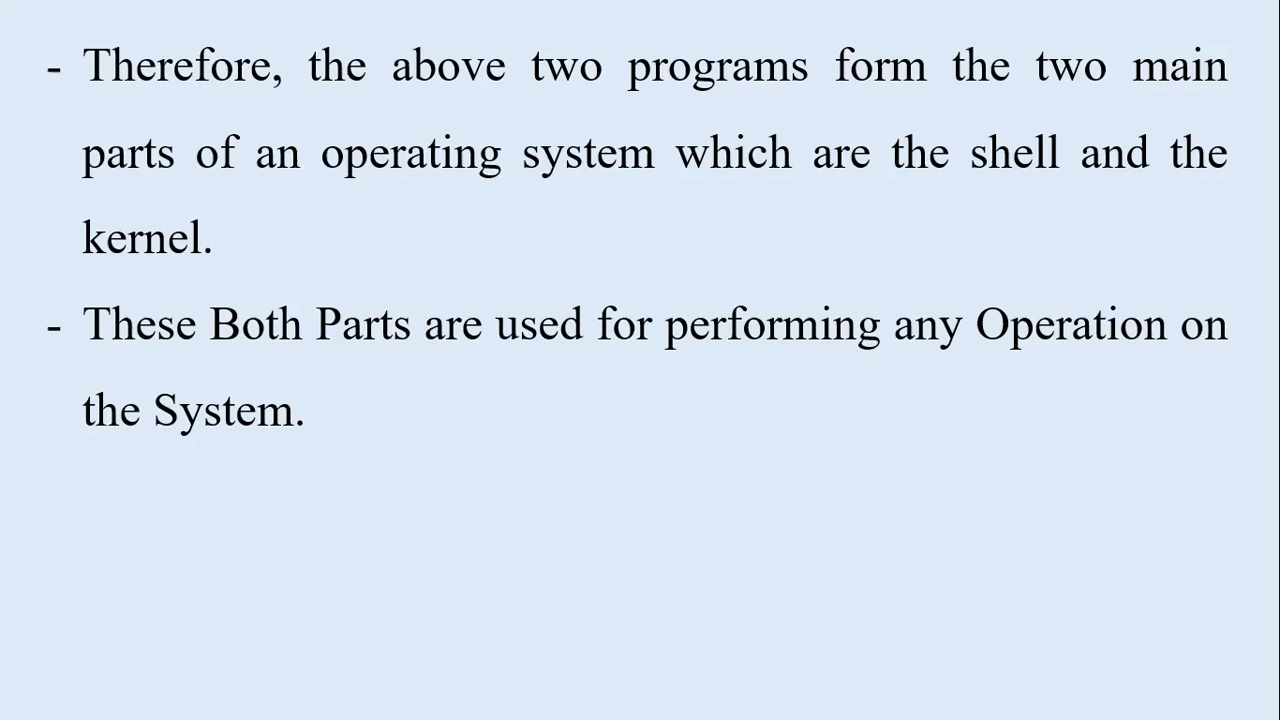 - Therefore, the above two programs form the two main
parts of an operating system which are the shell and the
kernel.
- These Both Parts are used for performing any Operation on
the System.